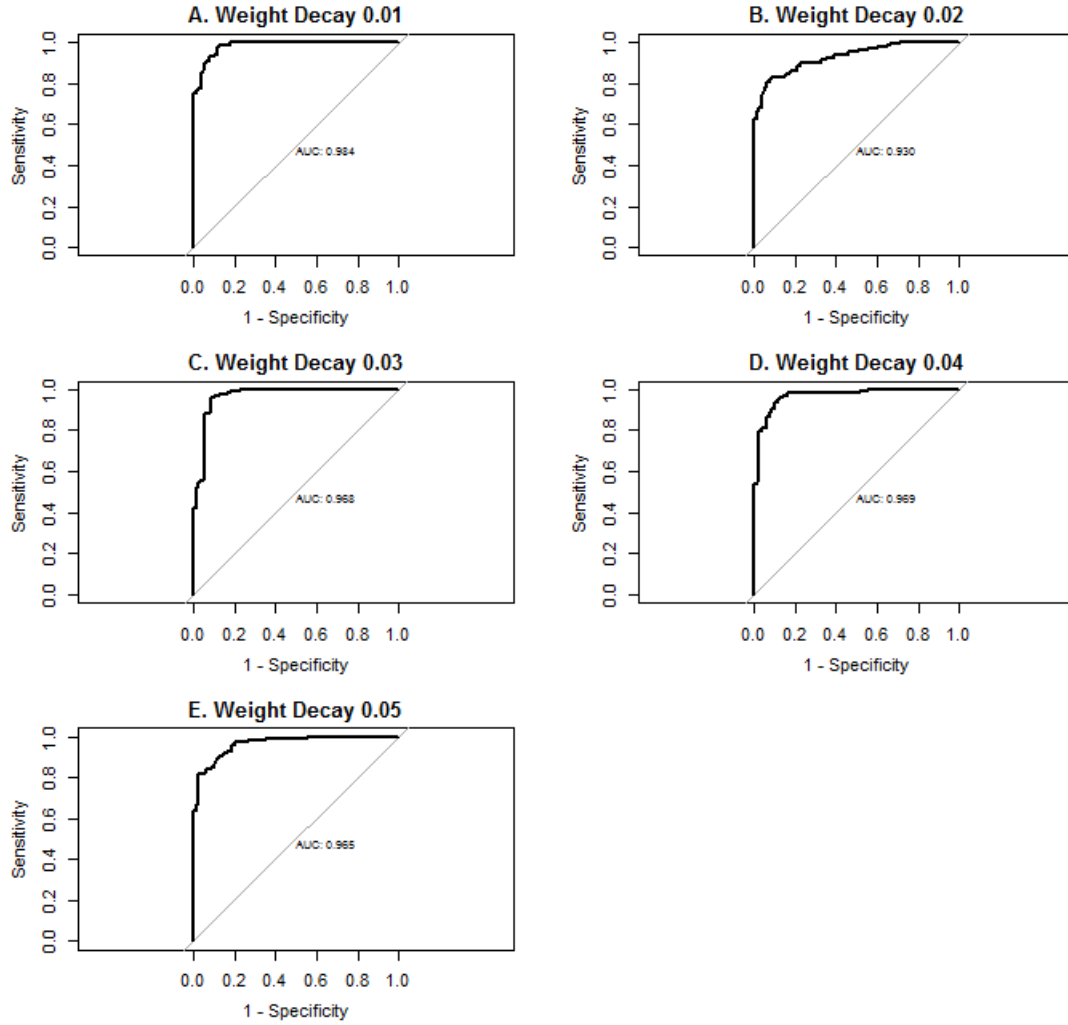 A. Weight Decay 0.01
Sensitivity
0.0 0.2 0.4 0.6 0.8 1.0
AUC: 0.984
0.0 0.2 0.4 0.6 0.8 1.0
1 - Specificity
B. Weight Decay 0.02
Sensitivity
0.0 0.2 0.4 0.6 0.8 1.0
AUC: 0.930
0.0 0.2 0.4 0.6 0.8 1.0
1 - Specificity
C. Weight Decay 0.03
Sensitivity
0.0 0.2 0.4 0.6 0.8 1.0
AUC: 0.968
0.0 0.2 0.4 0.6 0.8 1.0
1 - Specificity
D. Weight Decay 0.04
Sensitivity
0.0 0.2 0.4 0.6 0.8 1.0
AUC: 0.969
0.0 0.2 0.4 0.6 0.8 1.0
1 - Specificity
E. Weight Decay 0.05
Sensitivity
0.0 0.2 0.4 0.6 0.8 1.0
AUC: 0.965
0.0 0.2 0.4 0.6 0.8 1.0
1 - Specificity